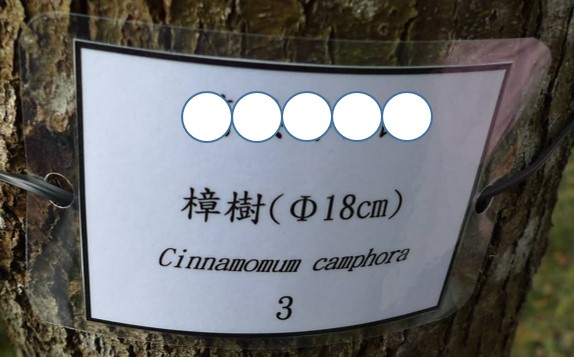 樟樹(Φ18cm)
Cinnamomum camphora
3